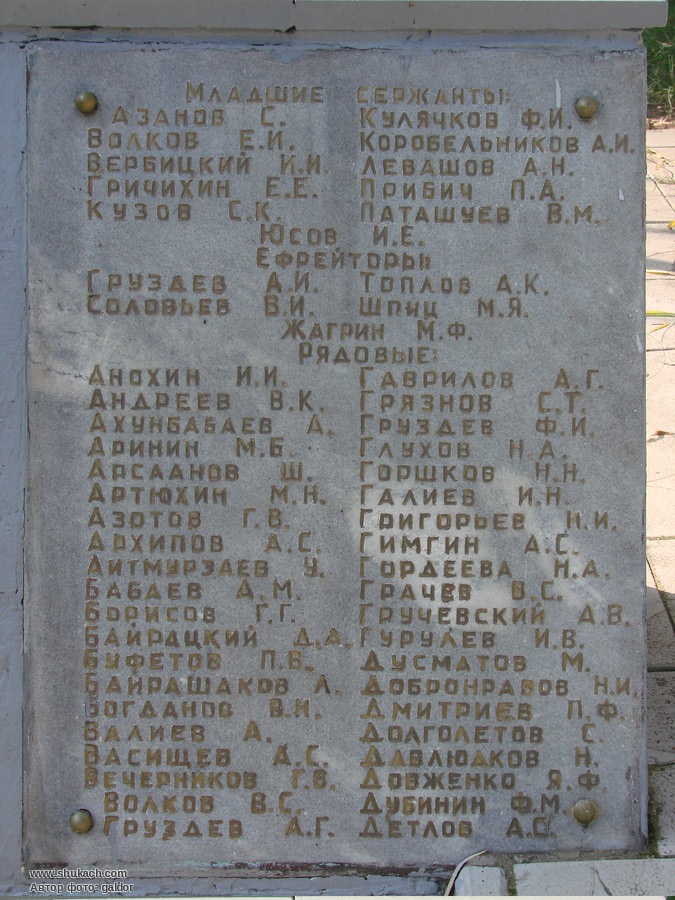 Младшие сержанты:
Азанов С. Кулячков Ф.И.
Волков Е.И. Коробельников А.И.
Вербицкий И.И. Левашов А.Н.
Гричихин Е.Е. Прибич П.А.
Кузов С.К. Паташуев В.М.
Юсов И.Е.
Ефрейторы:
Груздев А.И. Топлов А.К.
Соловьев В.И. Шпиц М.Я.
Жагрин М.Ф.
Рядовые:
Анохин И.И. Гаврилов А.Г.
Андреев В.К. Грязнов С.Т.
Ахунбабаев А. Груздев Ф.И.
Аринин М.Б. Глухов Н.А.
Арсланов Ш. Горшков Н.Н.
Артюхин М.Н. Галиев И.Н.
Азотов Г.В. Григорьев Н.И.
Архипов А.С. Гимгин А.С.
Айтмурзаев У. Гордеева Н.А.
Бабаев А.М. Грачев В.С.
Борисов Г.Г. Гручевский А.В.
Байрацкий Д.А. Гурулев И.В.
Буфетов П.В. Дусматов М.
Байрашаков Л. Добронравов Н.И.
Богданов В.Н. Дмитриев П.Ф.
Валиев А. Долголетов С.
Васищев А.С. Давлюдков Н.
Вечерников Г.В. Довженко Я.Ф.
Волков В.С. Дубинин Ф.М.
Груздев А.Г. Детлов А.С.
www.shukach.com
Автор фото- galdor